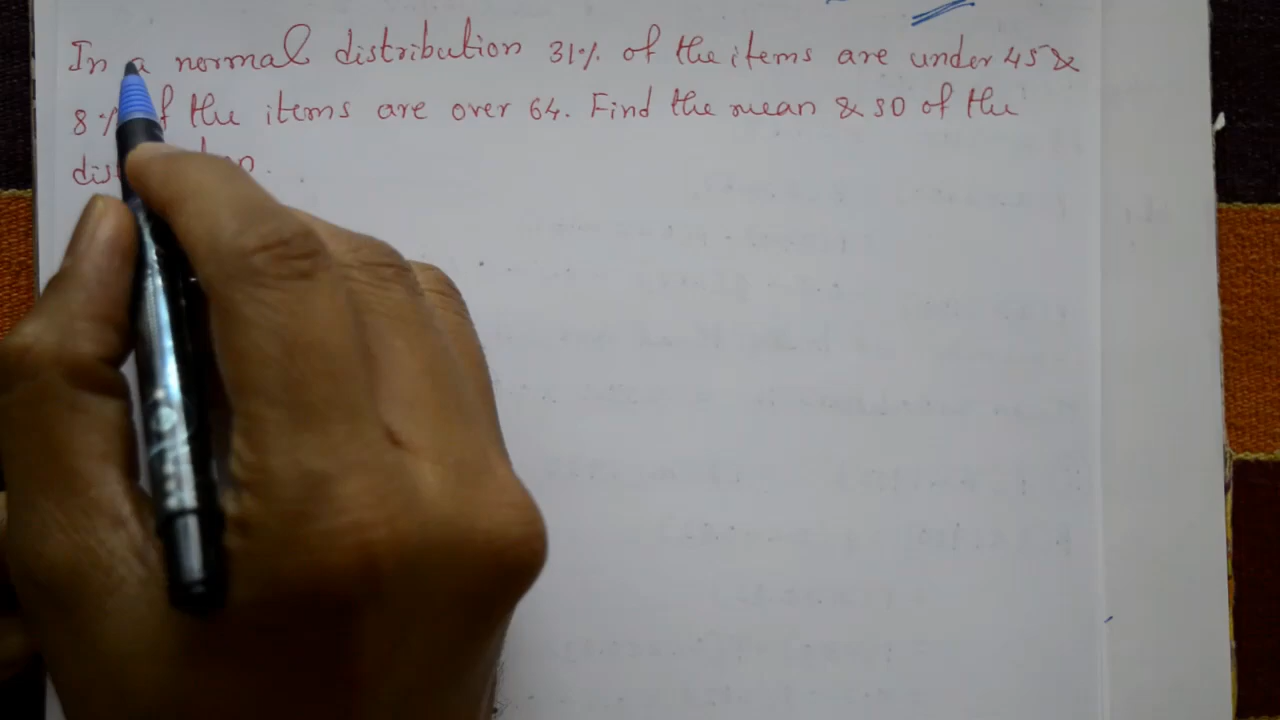 In a normal distribution 31% of the items are under 45 &
8% of the items are over 64. Find the mean & SD of the